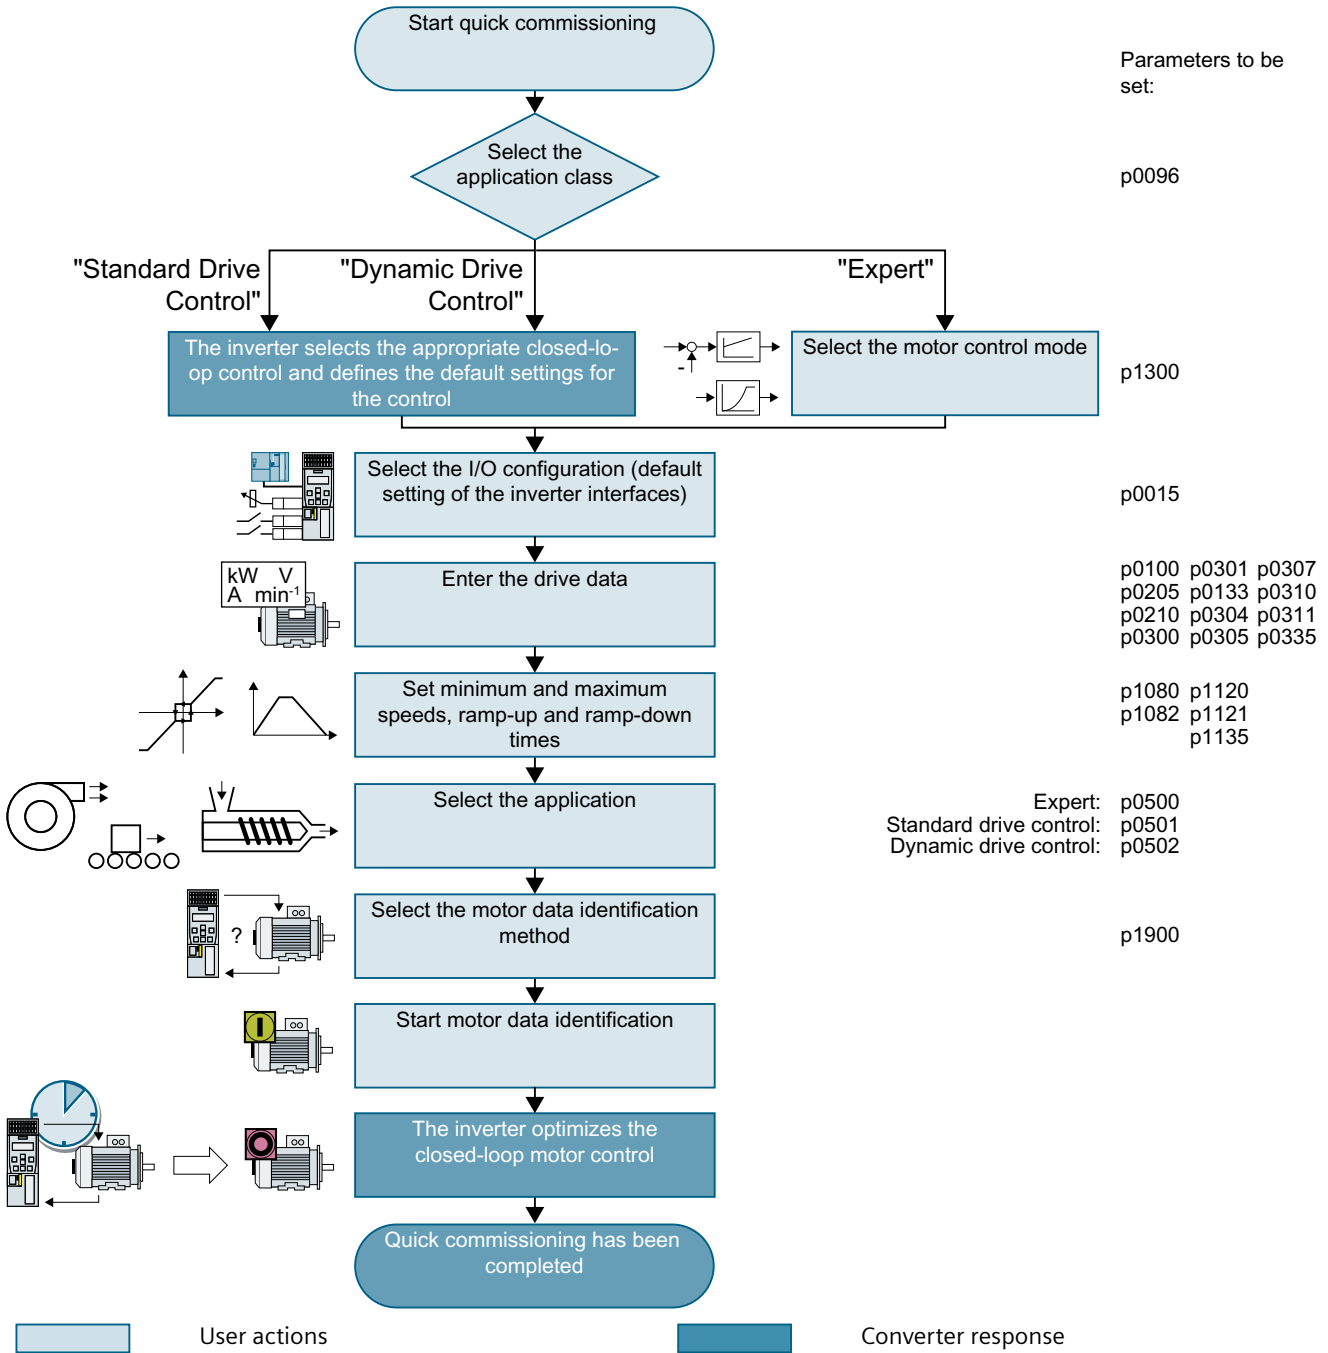 Start quick commissioning
Parameters to be
set:
Select the
application class
p0096
"Standard Drive
Control"
"Dynamic Drive
Control"
"Expert"
The inverter selects the appropriate closed-lo-
op control and defines the default settings for
the control
-
Select the motor control mode
p1300
Select the I/O configuration (default
setting of the inverter interfaces)
p0015
kW V
A min-1
Enter the drive data
p0100 p0301 p0307
p0205 p0133 p0310
p0210 p0304 p0311
p0300 p0305 p0335
Set minimum and maximum
speeds, ramp-up and ramp-down
times
p1080 p1120
p1082 p1121
p1135
Select the application
Expert: p0500
Standard drive control: p0501
Dynamic drive control: p0502
?
Select the motor data identification
method
p1900
Start motor data identification
The inverter optimizes the
closed-loop motor control
Quick commissioning has been
completed
User actions
Converter response